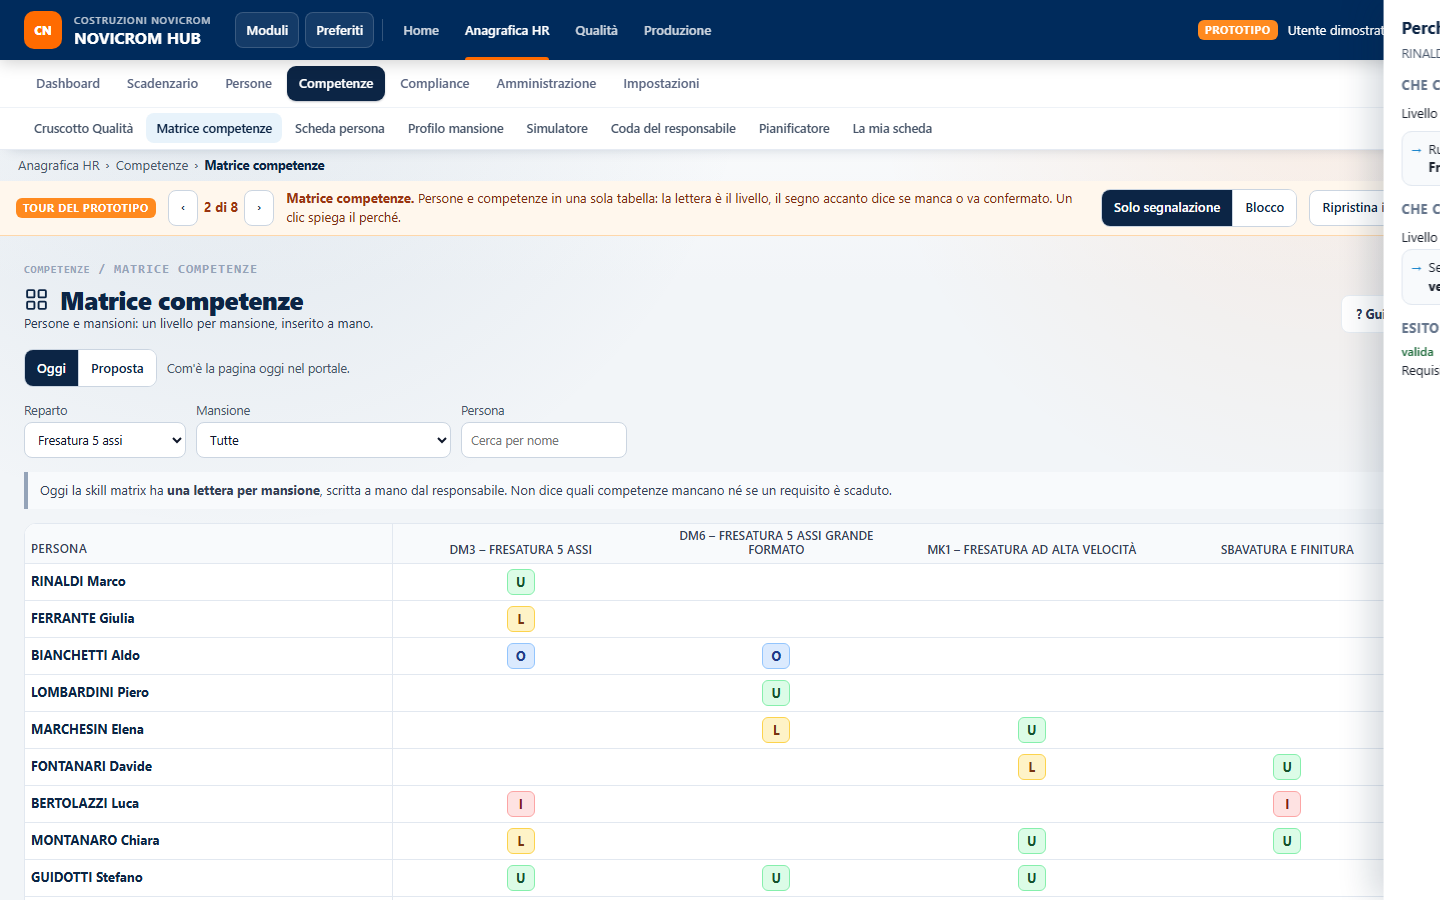 CN
COSTRUZIONI NOVICROM
NOVICROM HUB
Moduli
Preferiti
Home
Anagrafica HR
Qualità
Produzione
PROTOTIPO
Utente dimostrat
Dashboard
Scadenzario
Persone
Competenze
Compliance
Amministrazione
Impostazioni
Cruscotto Qualità
Matrice competenze
Scheda persona
Profilo mansione
Simulatore
Coda del responsabile
Pianificatore
La mia scheda
Anagrafica HR › Competenze › Matrice competenze
TOUR DEL PROTOTIPO
‹
2 di 8
›
Matrice competenze. Persone e competenze in una sola tabella: la lettera è il livello, il segno accanto dice se manca o va confermato. Un
clic spiega il perché.
Solo segnalazione
Blocco
Ripristina i
COMPETENZE / MATRICE COMPETENZE
Matrice competenze
Persone e mansioni: un livello per mansione, inserito a mano.
? Gui
Oggi
Proposta
Com'è la pagina oggi nel portale.
Reparto
Mansione
Persona
Fresatura 5 assi
Tutte
Cerca per nome
Oggi la skill matrix ha una lettera per mansione, scritta a mano dal responsabile. Non dice quali competenze mancano né se un requisito è scaduto.
PERSONA
DM3 – FRESATURA 5 ASSI
DM6 – FRESATURA 5 ASSI GRANDE
FORMATO
MK1 – FRESATURA AD ALTA VELOCITÀ
SBAVATURA E FINITURA
RINALDI Marco
U
FERRANTE Giulia
L
BIANCHETTI Aldo
O
O
LOMBARDINI Piero
U
MARCHESIN Elena
L
U
FONTANARI Davide
L
U
BERTOLAZZI Luca
I
I
MONTANARO Chiara
L
U
U
GUIDOTTI Stefano
U
U
U
Perch
RINALD
CHE C
Livello
→ Ru
Fr
CHE C
Livello
→ Se
ve
ESITO
valida
Requis